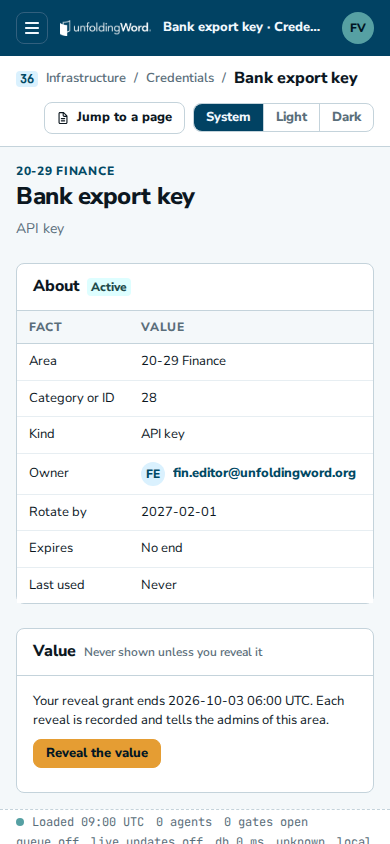 unfoldingWord. Bank export key · Crede... FV
36 Infrastructure / Credentials / Bank export key
Jump to a page System Light Dark
20-29 FINANCE
Bank export key
API key
About Active
FACT VALUE
Area 20-29 Finance
Category or ID 28
Kind API key
Owner FE fin.editor@unfoldingword.org
Rotate by 2027-02-01
Expires No end
Last used Never
Value Never shown unless you reveal it
Your reveal grant ends 2026-10-03 06:00 UTC. Each
reveal is recorded and tells the admins of this area.
Reveal the value
Loaded 09:00 UTC 0 agents 0 gates open
queue off live updates off db 0 ms unknown local